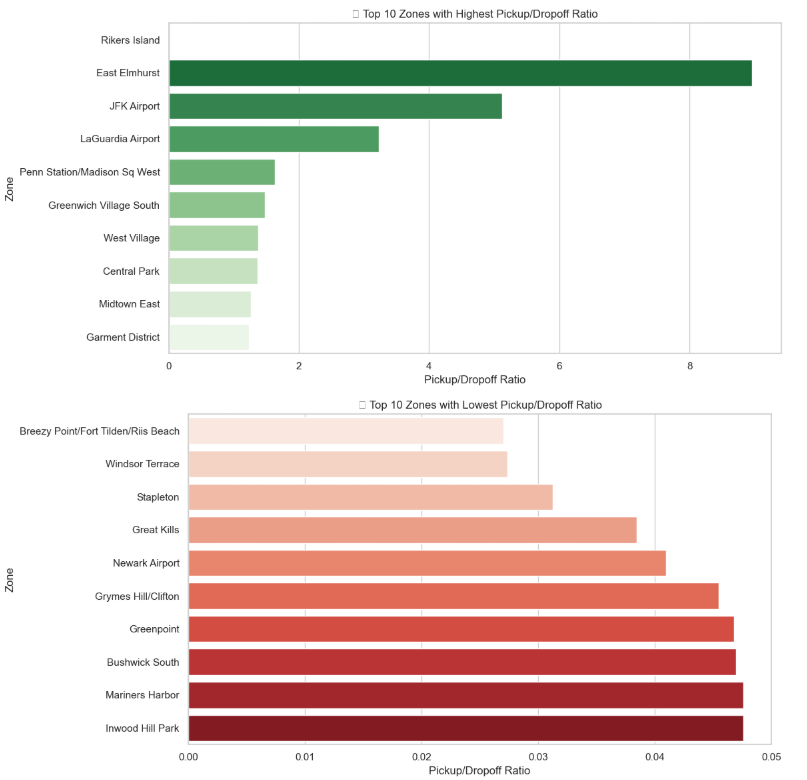 Top 10 Zones with Highest Pickup/Dropoff Ratio
Zone
Rikers Island
East Elmhurst
JFK Airport
LaGuardia Airport
Penn Station/Madison Sq West
Greenwich Village South
West Village
Central Park
Midtown East
Garment District
0 2 4 6 8
Pickup/Dropoff Ratio
Top 10 Zones with Lowest Pickup/Dropoff Ratio
Zone
Breezy Point/Fort Tilden/Riis Beach
Windsor Terrace
Stapleton
Great Kills
Newark Airport
Grymes Hill/Clifton
Greenpoint
Bushwick South
Mariners Harbor
Inwood Hill Park
0.00 0.01 0.02 0.03 0.04 0.05
Pickup/Dropoff Ratio